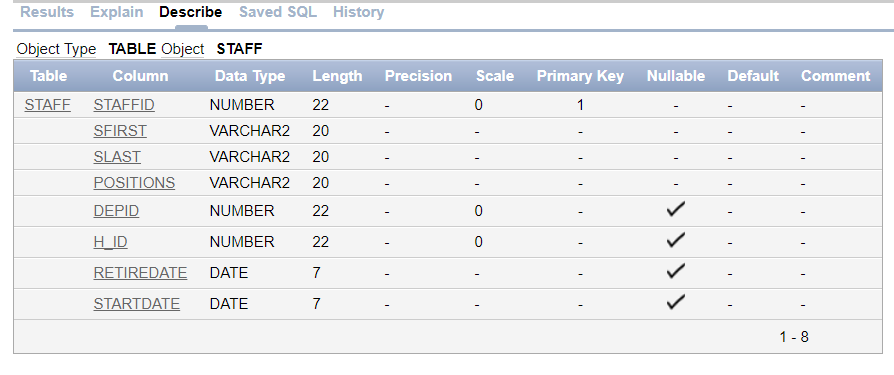 Results Explain Describe Saved SQL History
Object Type TABLE Object STAFF
Table Column Data Type Length Precision Scale Primary Key Nullable Default Comment
STAFF STAFFID NUMBER 22 - 0 1 - - -
SFIRST VARCHAR2 20 - - - - - -
SLAST VARCHAR2 20 - - - - - -
POSITIONS VARCHAR2 20 - - - - - -
DEPID NUMBER 22 - 0 - ✓ - -
H_ID NUMBER 22 - 0 - ✓ - -
RETIREDATE DATE 7 - - - ✓ - -
STARTDATE DATE 7 - - - ✓ - -
1 - 8